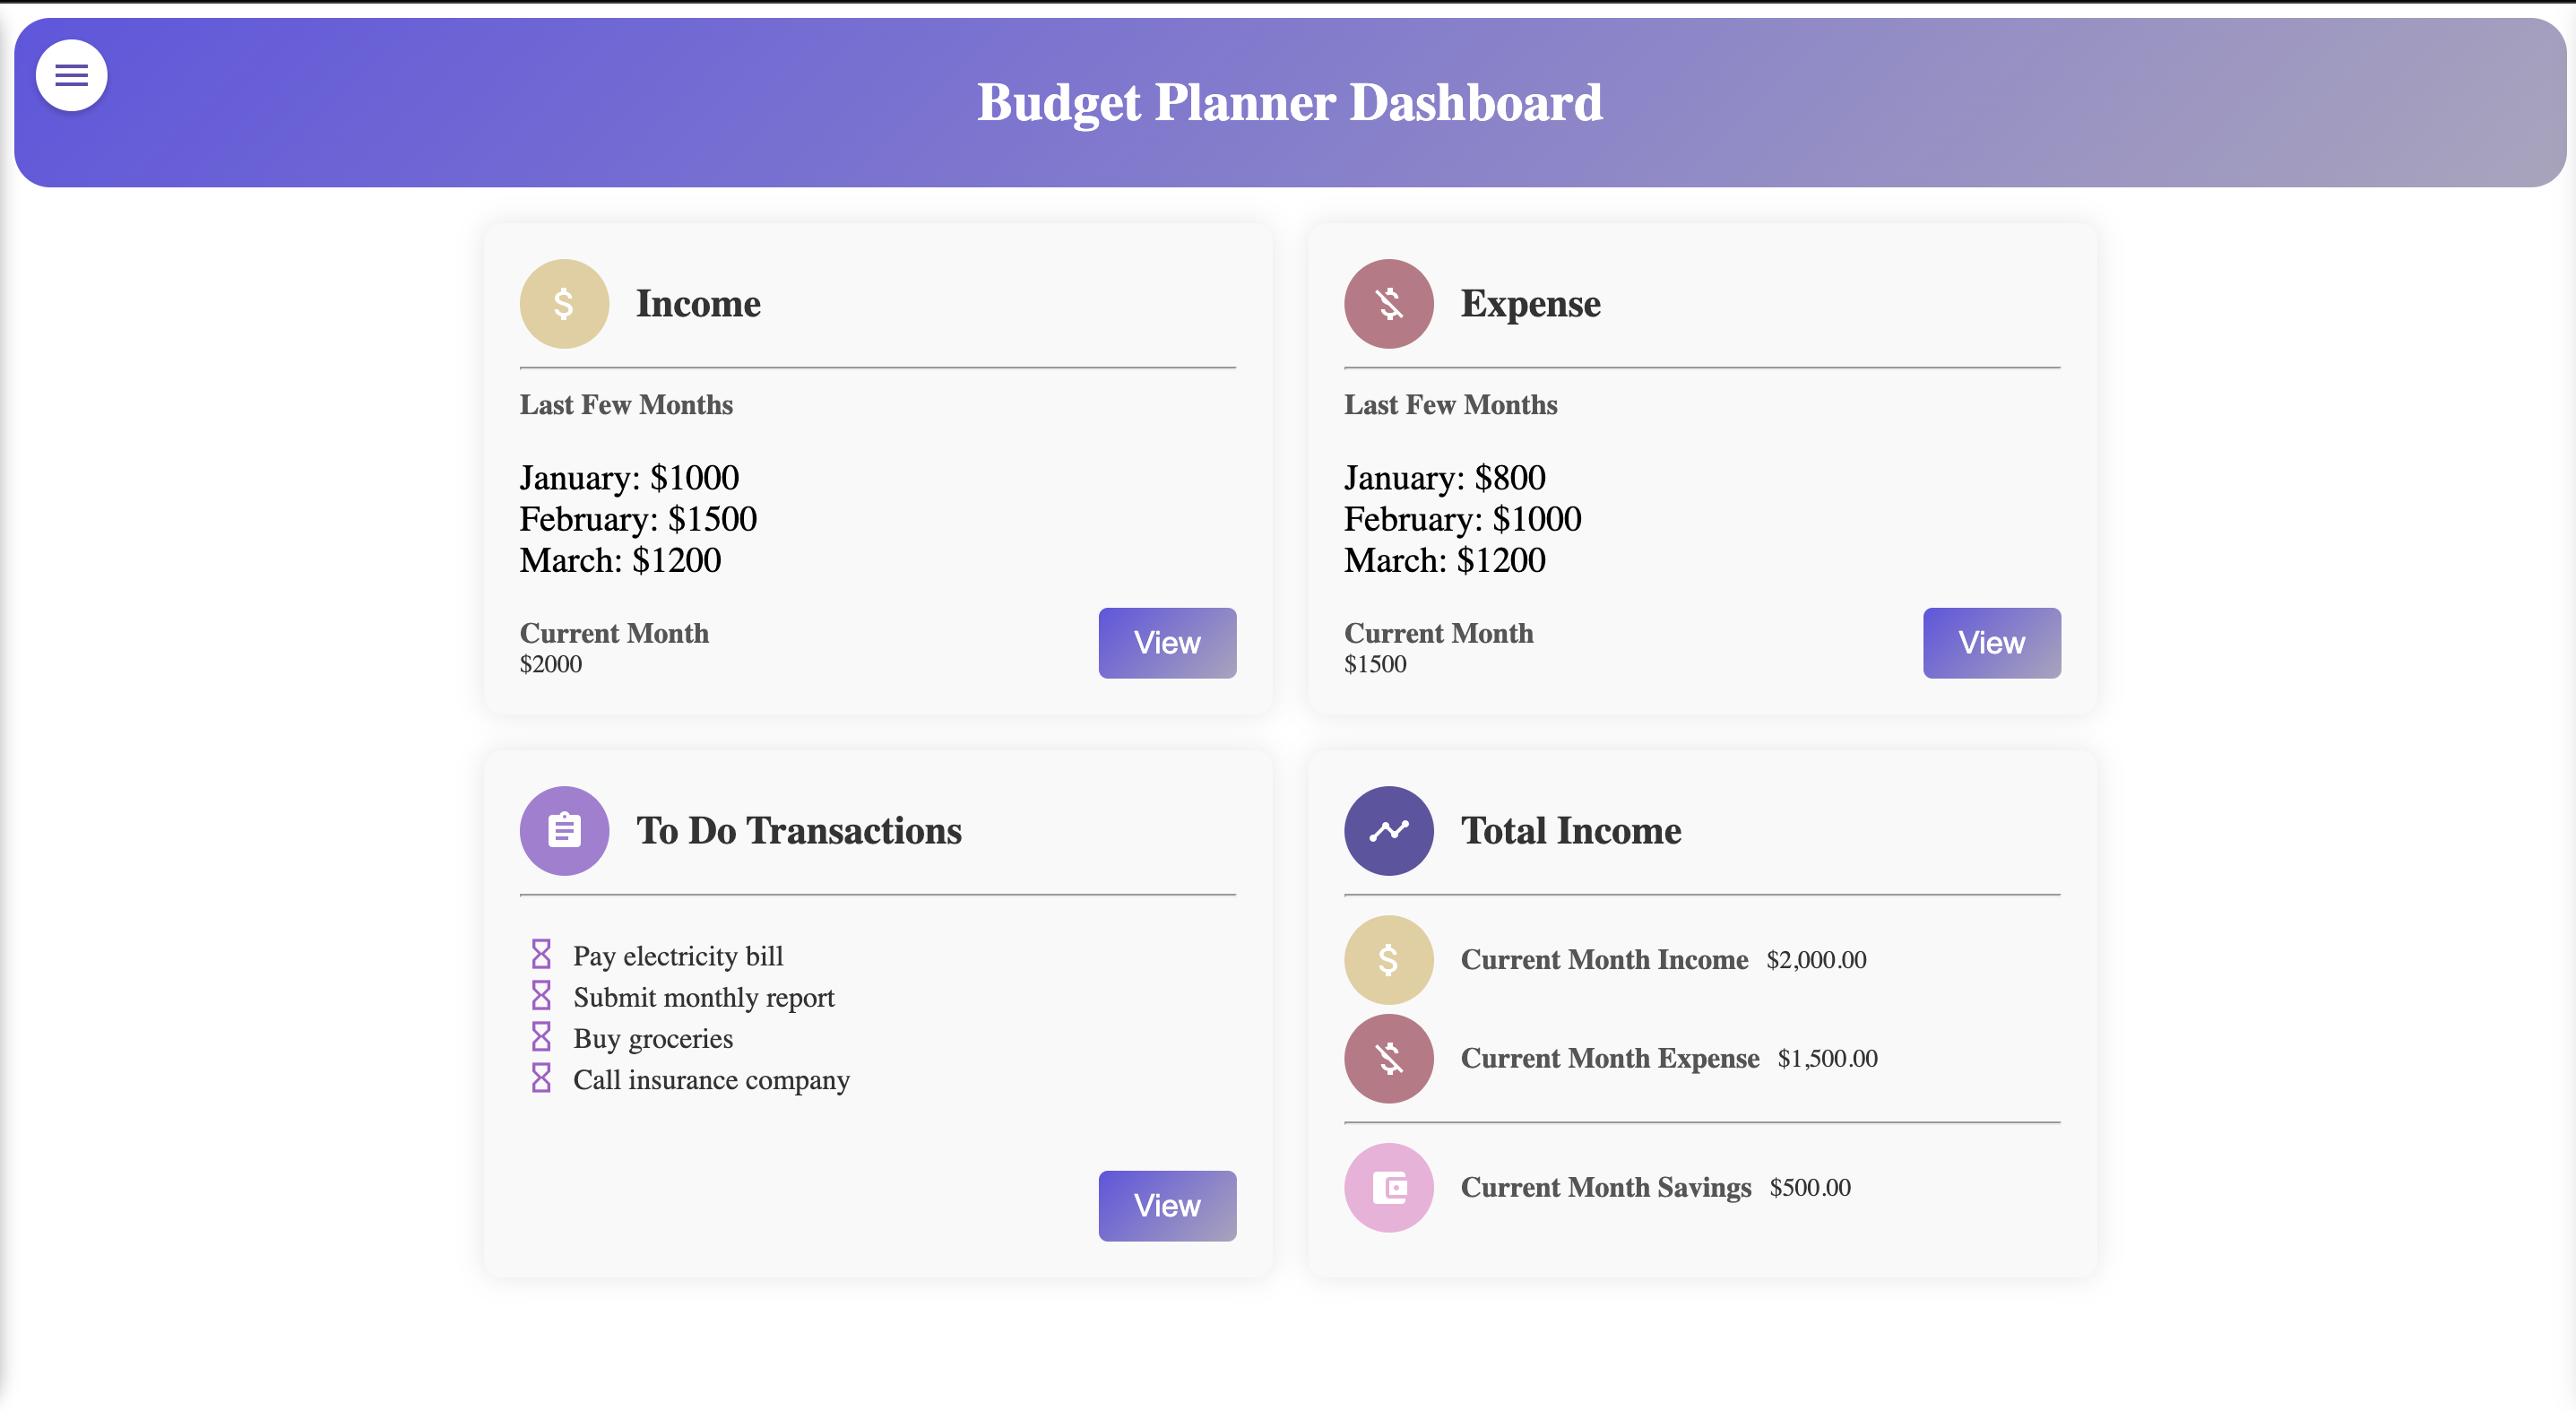 Budget Planner Dashboard
Income
Last Few Months
January: $1000
February: $1500
March: $1200
Current Month
$2000
View
Expense
Last Few Months
January: $800
February: $1000
March: $1200
Current Month
$1500
View
To Do Transactions
Pay electricity bill
Submit monthly report
Buy groceries
Call insurance company
View
Total Income
Current Month Income $2,000.00
Current Month Expense $1,500.00
Current Month Savings $500.00